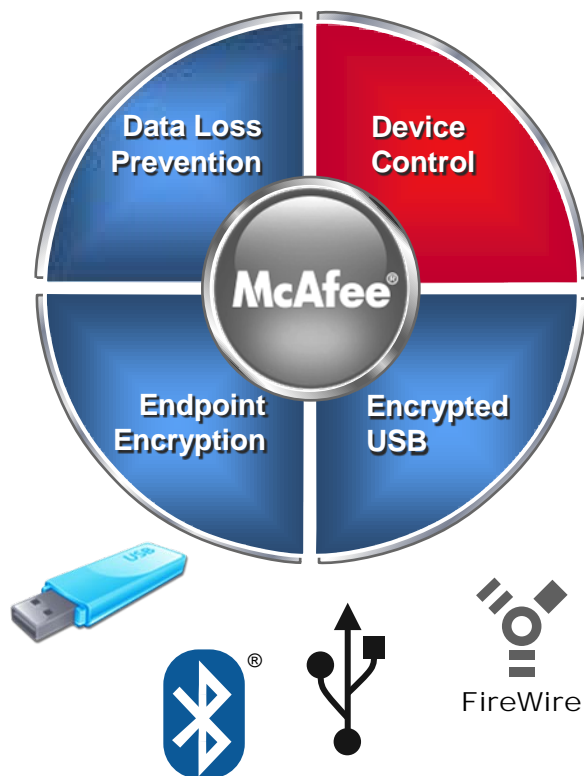 Data Loss
Prevention
Device
Control
McAfee®
Endpoint
Encryption
Encrypted
USB
USB
®
FireWire